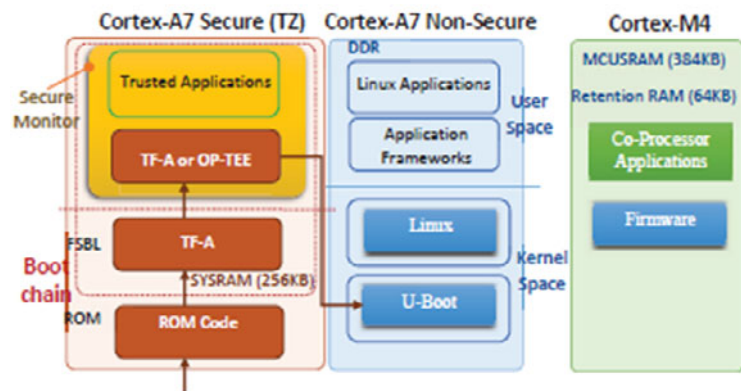 Cortex-A7 Secure (TZ)
Trusted Applications
Secure
Monitor
TF-A or OP-TEE
FSBL
TF-A
Boot
chain
SYSRAM (256KB)
ROM
ROM Code
Cortex-A7 Non-Secure
DDR
Linux Applications
User
Space
Application
Frameworks
Linux
Kernel
Space
U-Boot
Cortex-M4
MCUSRAM (384KB)
Retention RAM (64KB)
Co-Processor
Applications
Firmware